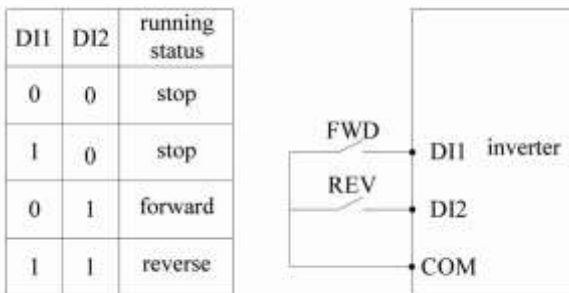 DI1 DI2 running status
0 0 stop
1 0 stop
0 1 forward
1 1 reverse
FWD
DI1 inverter
REV
DI2
COM